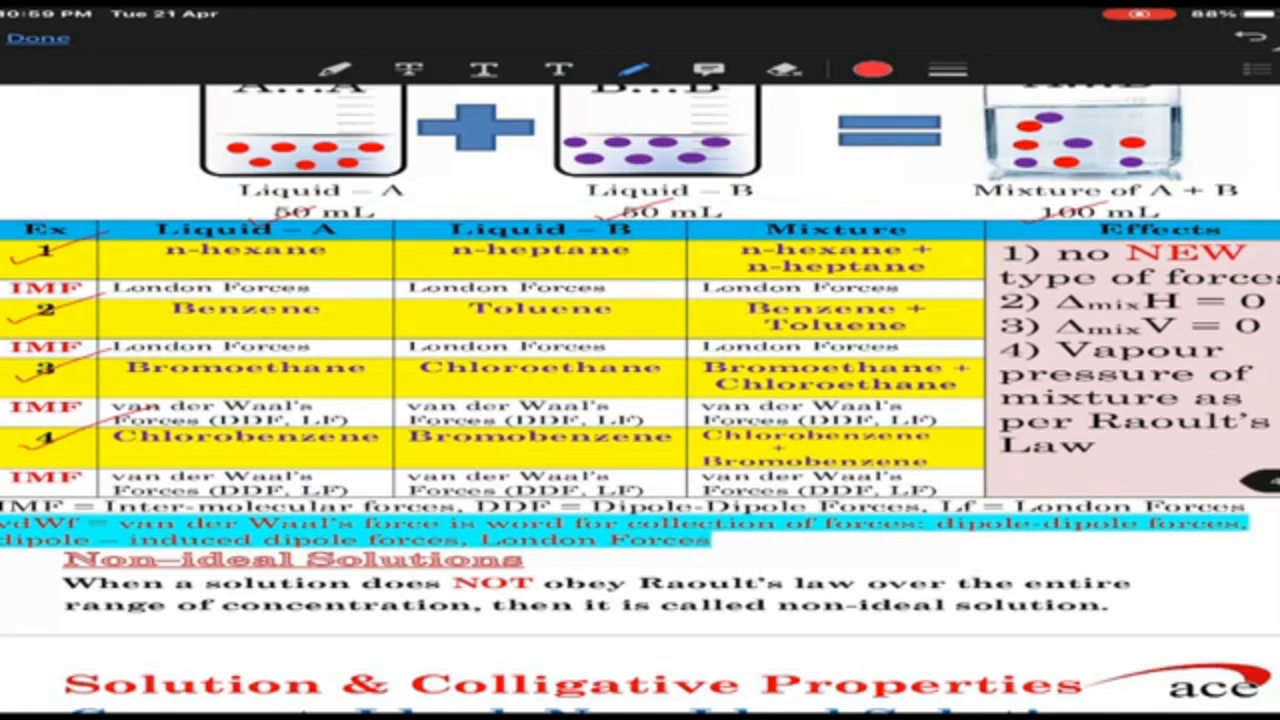 10:59 PM Tue 21 Apr
88%
Done
A...A
B...B
Liquid – A
Liquid – B
Mixture of A + B
50 mL
50 mL
100 mL
Ex Liquid – A Liquid – B Mixture Effects
1 n-hexane n-heptane n-hexane +
n-heptane
IMF London Forces London Forces London Forces
2 Benzene Toluene Benzene +
Toluene
IMF London Forces London Forces London Forces
3 Bromoethane Chloroethane Bromoethane +
Chloroethane
IMF van der Waal's van der Waal's van der Waal's
Forces (DDF, LF) Forces (DDF, LF) Forces (DDF, LF)
4 Chlorobenzene Bromobenzene Chlorobenzene
+
Bromobenzene
IMF van der Waal's van der Waal's van der Waal's
Forces (DDF, LF) Forces (DDF, LF) Forces (DDF, LF)
1) no NEW
type of forces
2) ΔmixH = 0
3) ΔmixV = 0
4) Vapour
pressure of
mixture as
per Raoult's
Law
IMF = Inter-molecular forces, DDF = Dipole-Dipole Forces, Lf = London Forces
vdWf = van der Waal's force is word for collection of forces: dipole-dipole forces,
dipole – induced dipole forces, London Forces
Non–ideal Solutions
When a solution does NOT obey Raoult's law over the entire
range of concentration, then it is called non-ideal solution.
Solution & Colligative Properties
ace